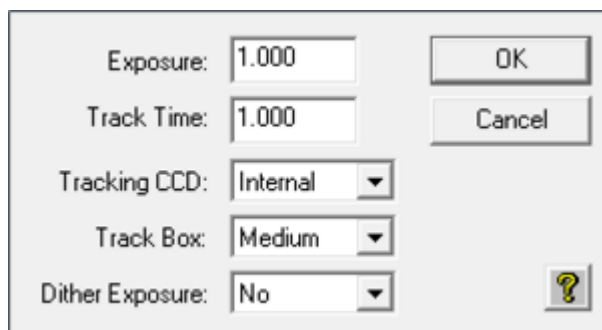 Exposure: 1.000 OK
Track Time: 1.000 Cancel
Tracking CCD: Internal
Track Box: Medium
Dither Exposure: No ?